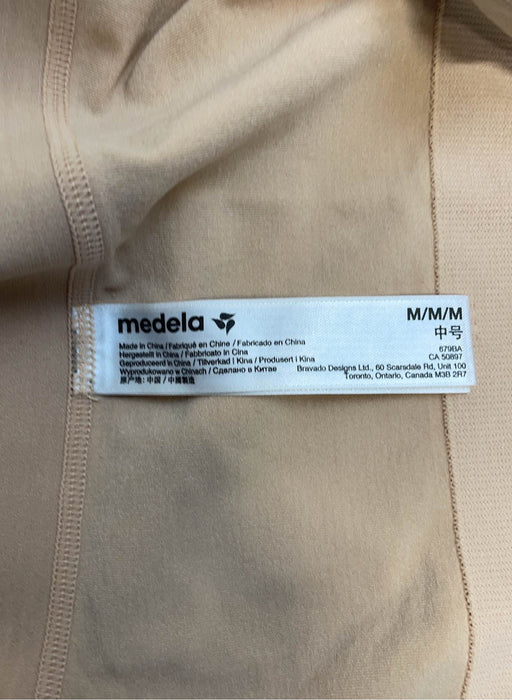 medela
Made in China / Fabriqué en Chine / Fabricado en China
Hergestellt in China / Fabbricato in Cina
Geproduceerd in China / Tillverkad i Kina / Produsert i Kina
Wyprodukowano w Chinach / Сделано в Китае
原产地: 中国 / 中國製造
M/M/M
中号
679BA
CA 50897
Bravado Designs Ltd., 60 Scarsdale Rd, Unit 100
Toronto, Ontario, Canada M3B 2R7